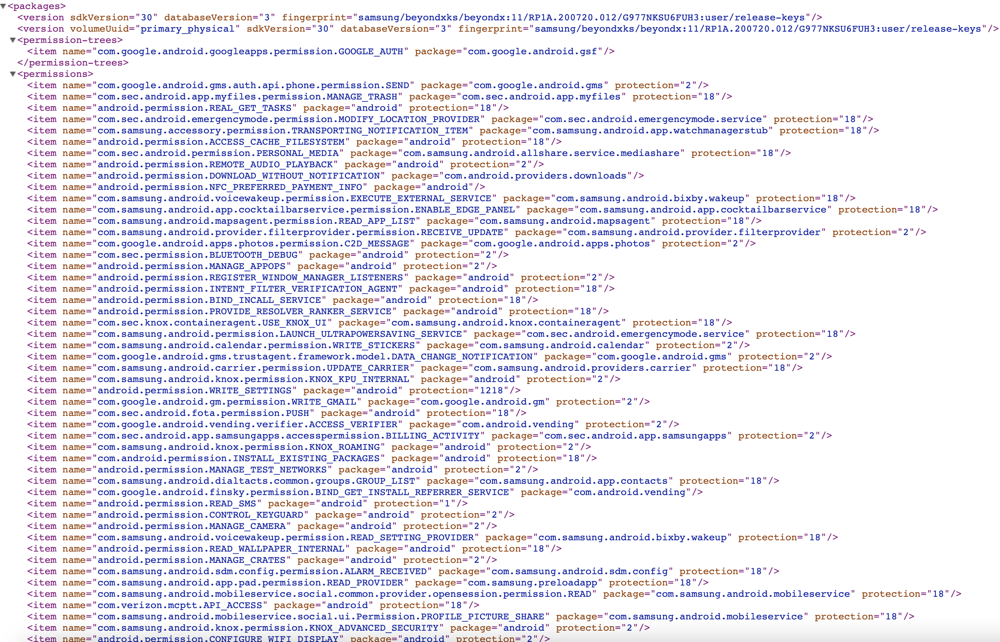 <packages>
<version sdkVersion="30" databaseVersion="3" fingerprint="samsung/beyondxks/beyondx:11/RP1A.200720.012/G977NKSU6FUH3:user/release-keys"/>
<version volumeUuid="primary_physical" sdkVersion="30" databaseVersion="3" fingerprint="samsung/beyondxks/beyondx:11/RP1A.200720.012/G977NKSU6FUH3:user/release-keys"/>
<permission-trees>
<item name="com.google.android.googleapps.permission.GOOGLE_AUTH" package="com.google.android.gsf"/>
</permission-trees>
<permissions>
<item name="com.google.android.gms.auth.api.phone.permission.SEND" package="com.google.android.gms" protection="2"/>
<item name="com.sec.android.app.myfiles.permission.MANAGE_TRASH" package="com.sec.android.app.myfiles" protection="18"/>
<item name="android.permission.REAL_GET_TASKS" package="android" protection="18"/>
<item name="com.sec.android.emergencymode.permission.MODIFY_LOCATION_PROVIDER" package="com.sec.android.emergencymode.service" protection="18"/>
<item name="com.samsung.accessory.permission.TRANSPORTING_NOTIFICATION_ITEM" package="com.samsung.android.app.watchmanagerstub" protection="18"/>
<item name="android.permission.ACCESS_CACHE_FILESYSTEM" package="android" protection="18"/>
<item name="com.sec.android.permission.PERSONAL_MEDIA" package="com.samsung.android.allshare.service.mediashare" protection="18"/>
<item name="android.permission.REMOTE_AUDIO_PLAYBACK" package="android" protection="2"/>
<item name="android.permission.DOWNLOAD_WITHOUT_NOTIFICATION" package="com.android.providers.downloads"/>
<item name="android.permission.NFC_PREFERRED_PAYMENT_INFO" package="android"/>
<item name="com.samsung.android.voicewakeup.permission.EXECUTE_EXTERNAL_SERVICE" package="com.samsung.android.bixby.wakeup" protection="18"/>
<item name="com.samsung.android.app.cocktailbarservice.permission.ENABLE_EDGE_PANEL" package="com.samsung.android.app.cocktailbarservice" protection="18"/>
<item name="com.samsung.android.mapsagent.permission.READ_APP_LIST" package="com.samsung.android.mapsagent" protection="18"/>
<item name="com.samsung.android.provider.filterprovider.permission.RECEIVE_UPDATE" package="com.samsung.android.provider.filterprovider" protection="2"/>
<item name="com.google.android.apps.photos.permission.C2D_MESSAGE" package="com.google.android.apps.photos" protection="2"/>
<item name="com.sec.permission.BLUETOOTH_DEBUG" package="android" protection="2"/>
<item name="android.permission.MANAGE_APPOPS" package="android" protection="2"/>
<item name="android.permission.REGISTER_WINDOW_MANAGER_LISTENERS" package="android" protection="2"/>
<item name="android.permission.INTENT_FILTER_VERIFICATION_AGENT" package="android" protection="18"/>
<item name="android.permission.BIND_INCALL_SERVICE" package="android" protection="18"/>
<item name="android.permission.PROVIDE_RESOLVER_RANKER_SERVICE" package="android" protection="18"/>
<item name="com.sec.knox.containeragent.USE_KNOX_UI" package="com.samsung.android.knox.containeragent" protection="18"/>
<item name="com.samsung.android.permission.LAUNCH_ULTRAPOWERSAVING_SERVICE" package="com.sec.android.emergencymode.service" protection="18"/>
<item name="com.samsung.android.calendar.permission.WRITE_STICKERS" package="com.samsung.android.calendar" protection="2"/>
<item name="com.google.android.gms.trustagent.framework.model.DATA_CHANGE_NOTIFICATION" package="com.google.android.gms" protection="2"/>
<item name="com.samsung.android.carrier.permission.UPDATE_CARRIER" package="com.samsung.android.providers.carrier" protection="18"/>
<item name="com.samsung.android.knox.permission.KNOX_KPU_INTERNAL" package="android" protection="2"/>
<item name="android.permission.WRITE_SETTINGS" package="android" protection="1218"/>
<item name="com.google.android.gm.permission.WRITE_GMAIL" package="com.google.android.gm" protection="2"/>
<item name="com.sec.android.fota.permission.PUSH" package="android" protection="18"/>
<item name="com.google.android.vending.verifier.ACCESS_VERIFIER" package="com.android.vending" protection="2"/>
<item name="com.sec.android.app.samsungapps.accesspermission.BILLING_ACTIVITY" package="com.sec.android.app.samsungapps" protection="2"/>
<item name="com.samsung.android.knox.permission.KNOX_ROAMING" package="android" protection="2"/>
<item name="com.android.permission.INSTALL_EXISTING_PACKAGES" package="android" protection="18"/>
<item name="android.permission.MANAGE_TEST_NETWORKS" package="android" protection="2"/>
<item name="com.samsung.android.dialtacts.common.groups.GROUP_LIST" package="com.samsung.android.app.contacts" protection="18"/>
<item name="com.google.android.finsky.permission.BIND_GET_INSTALL_REFERRER_SERVICE" package="com.android.vending"/>
<item name="android.permission.READ_SMS" package="android" protection="1"/>
<item name="android.permission.CONTROL_KEYGUARD" package="android" protection="2"/>
<item name="android.permission.MANAGE_CAMERA" package="android" protection="2"/>
<item name="com.samsung.android.voicewakeup.permission.READ_SETTING_PROVIDER" package="com.samsung.android.bixby.wakeup" protection="18"/>
<item name="android.permission.READ_WALLPAPER_INTERNAL" package="android" protection="18"/>
<item name="android.permission.MANAGE_CRATES" package="android" protection="2"/>
<item name="com.samsung.android.sdm.config.permission.ALARM_RECEIVED" package="com.samsung.android.sdm.config" protection="18"/>
<item name="com.samsung.android.app.pad.permission.READ_PROVIDER" package="com.samsung.preloadapp" protection="18"/>
<item name="com.samsung.android.mobileservice.social.common.provider.opensession.permission.READ" package="com.samsung.android.mobileservice" protection="18"/>
<item name="com.verizon.mcptt.API_ACCESS" package="android" protection="18"/>
<item name="com.samsung.android.mobileservice.social.ui.Permission.PROFILE_PICTURE_SHARE" package="com.samsung.android.mobileservice" protection="18"/>
<item name="com.samsung.android.knox.permission.KNOX_ADVANCED_SECURITY" package="android" protection="2"/>
<item name="android.permission.CONFIGURE_WIFI_DISPLAY" package="android" protection="2"/>